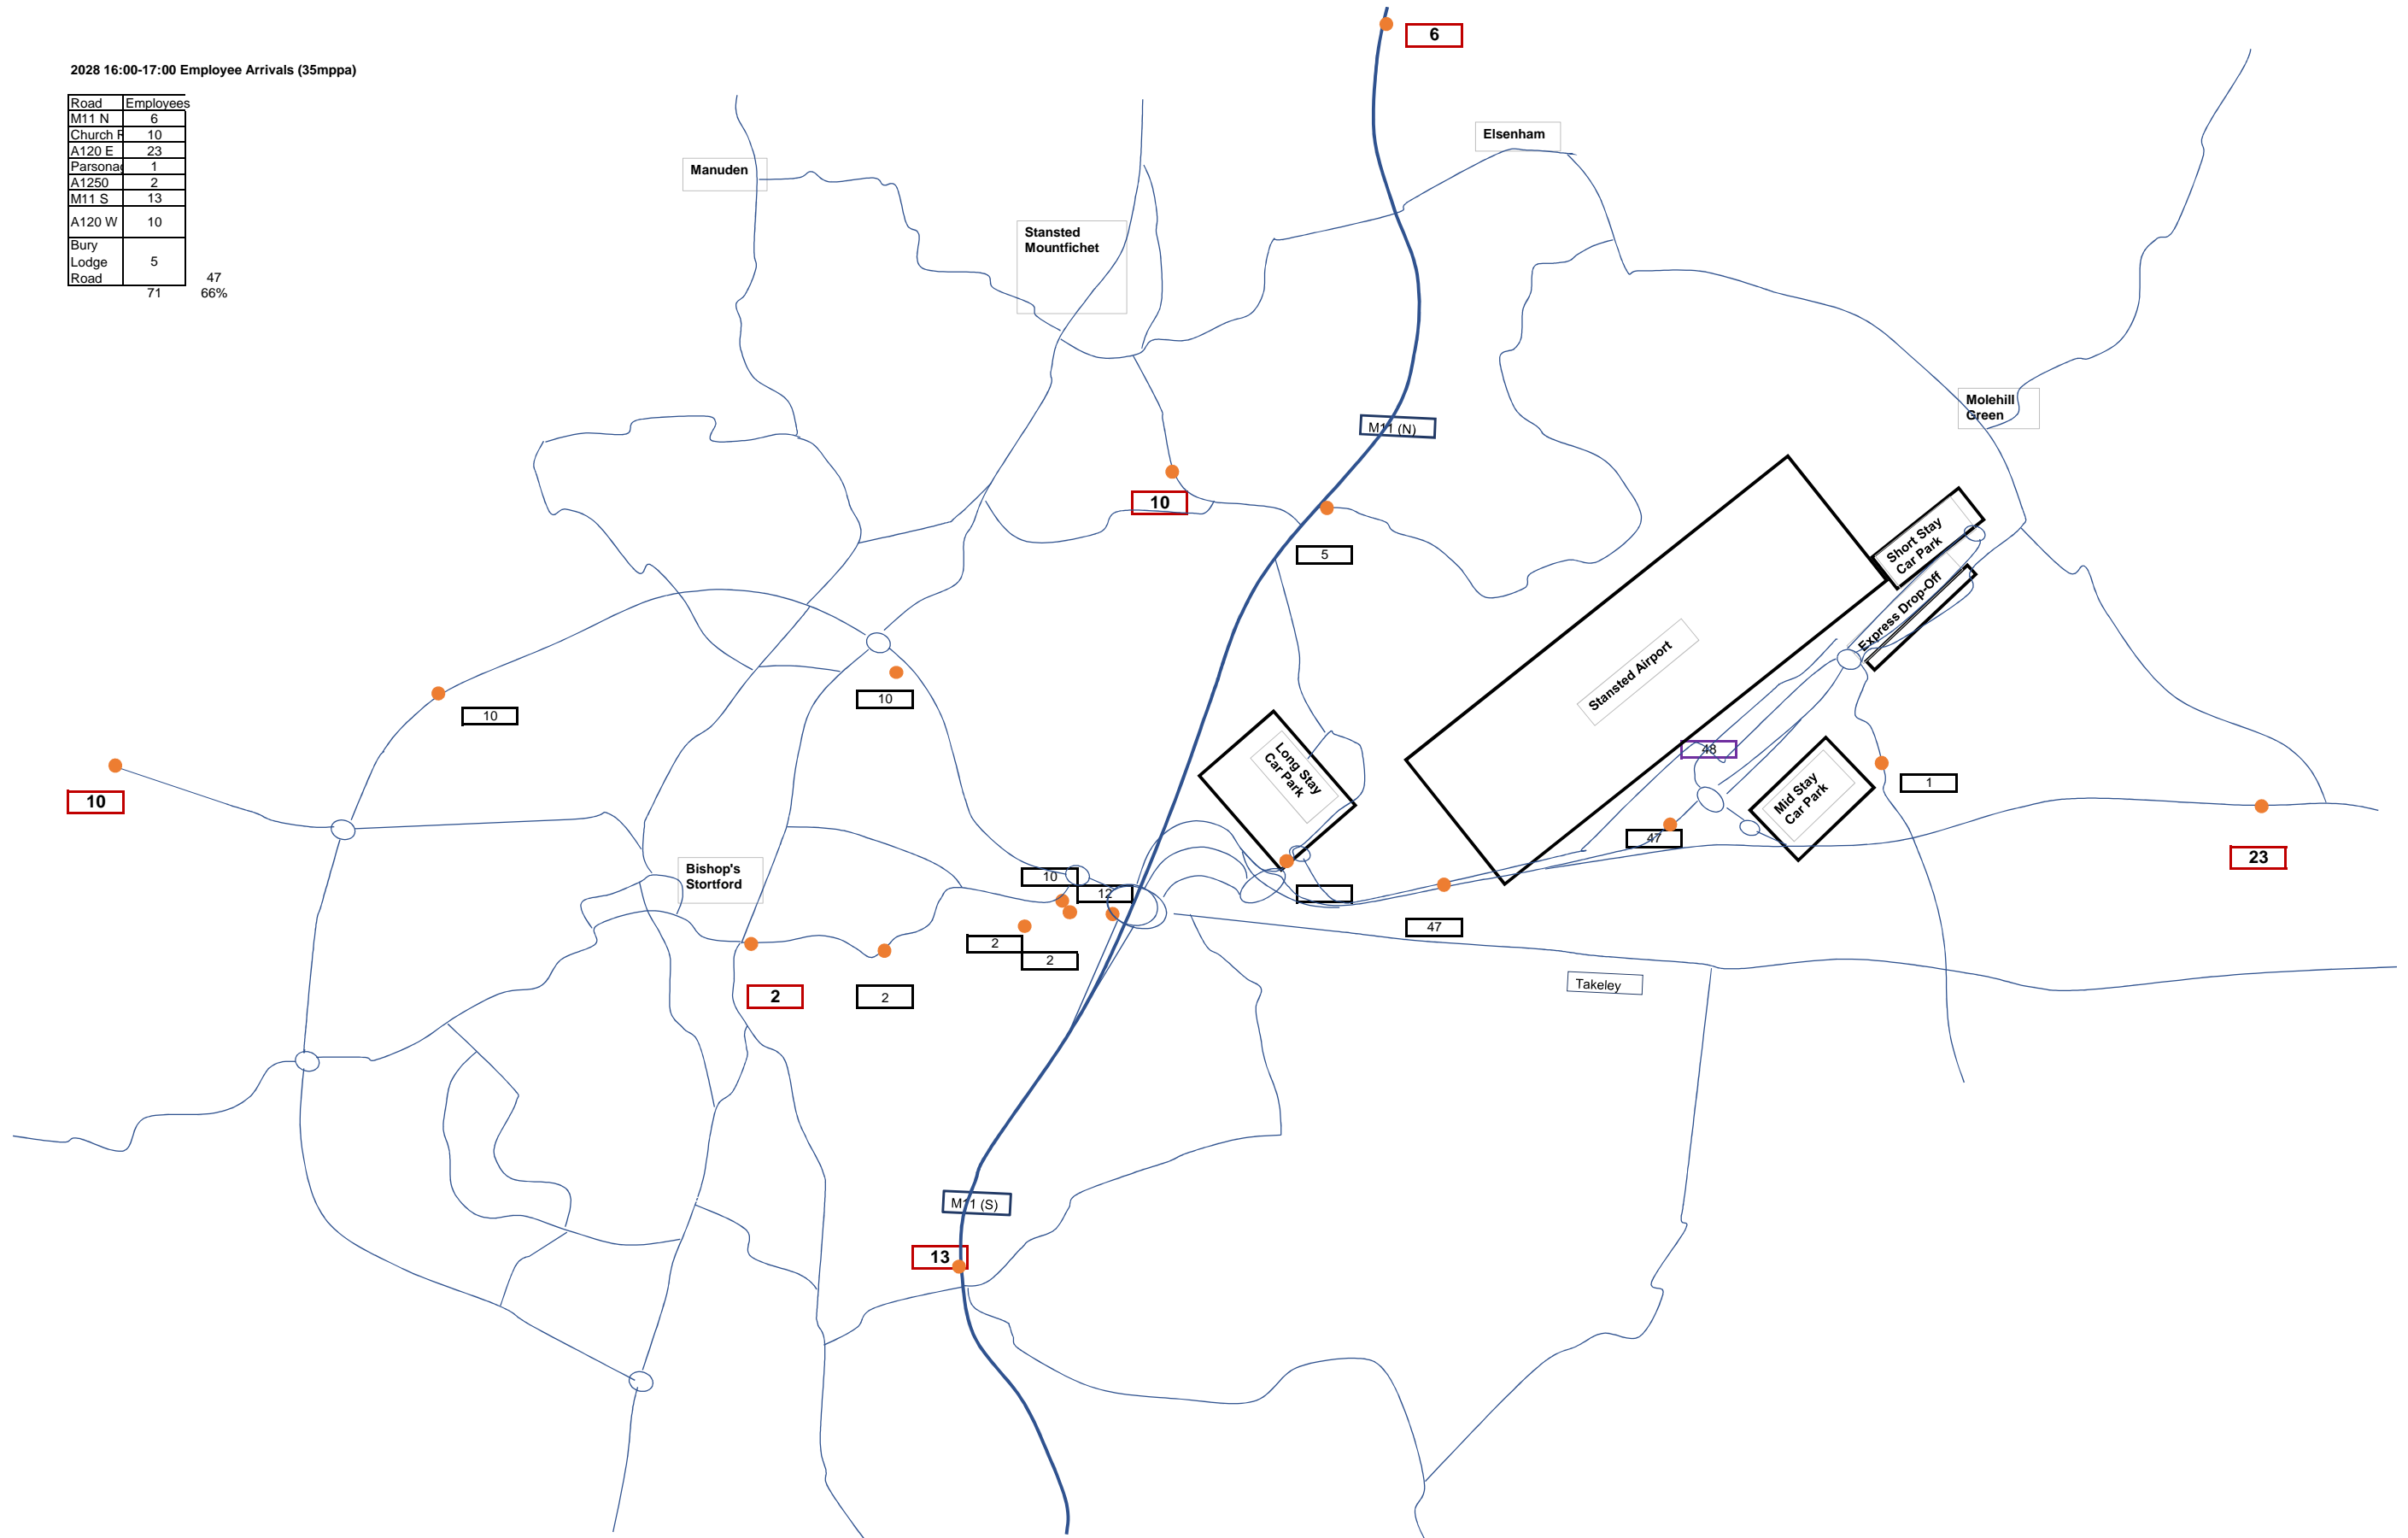 6
2028 16:00-17:00 Employee Arrivals (35mppa)
Road Employees
M11 N 6
Church R 10
A120 E 23
Parsonag 1
A1250 2
M11 S 13
A120 W 10
Bury
Lodge 5
Road 47
71 66%
Elsenham
Manuden
Stansted
Mountfichet
Molehill
Green
M11 (N)
10
5
Short Stay
Car Park
Express Drop-Off
Stansted Airport
10
10
Long Stay
Car Park
48
Mid Stay
Car Park
1
10
47
23
Bishop's
Stortford
10
12
47
2
2
2
2
Takeley
M11 (S)
13